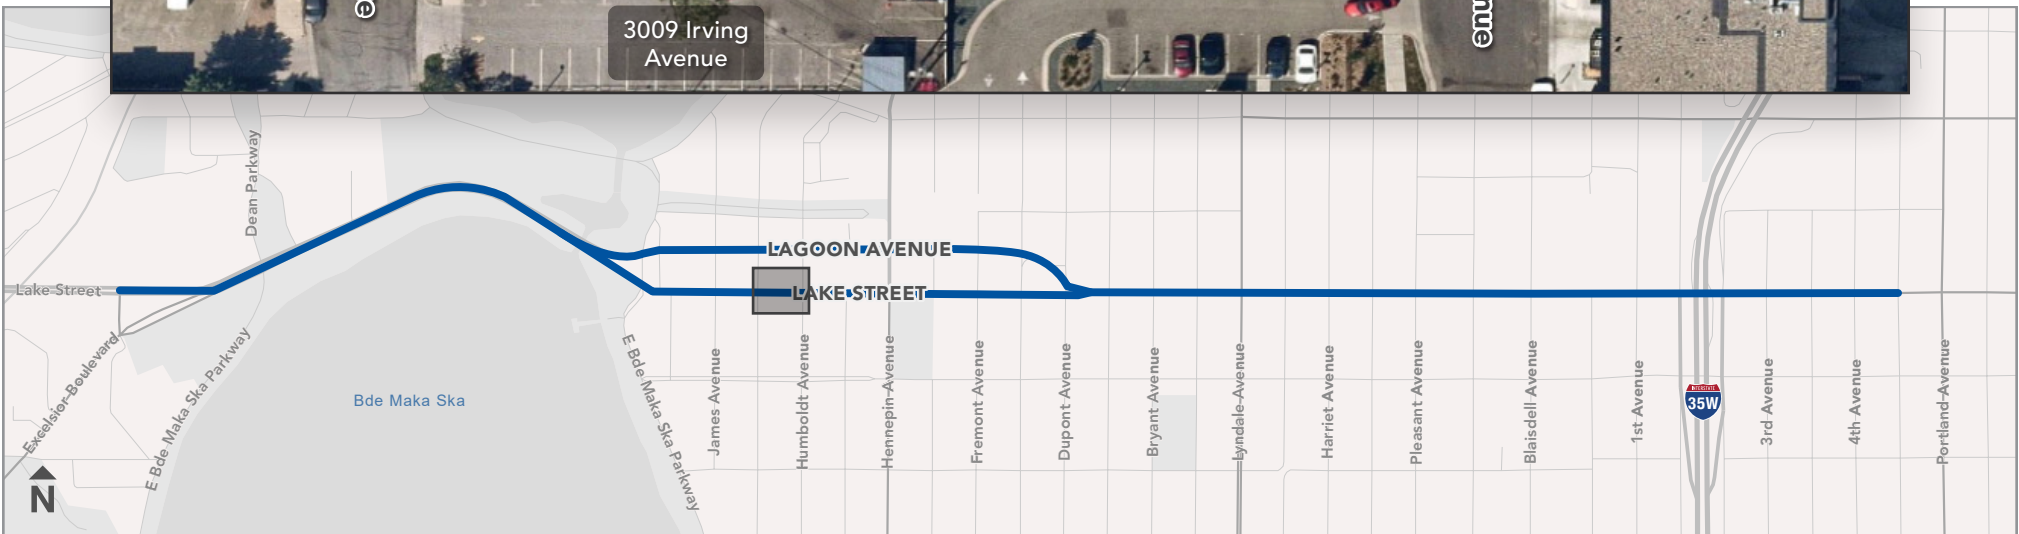 e
3009 Irving
Avenue
nue
Dean Parkway
LAGOON AVENUE
Lake Street
LAKE STREET
Excelsior Boulevard
E Bde Maka Ska Parkway
Bde Maka Ska
E Bde Maka Ska Parkway
James Avenue
Humboldt Avenue
Hennepin Avenue
Fremont Avenue
Dupont Avenue
Bryant Avenue
Lyndale Avenue
Harriet Avenue
Pleasant Avenue
Blaisdell Avenue
1st Avenue
INTERSTATE
35W
3rd Avenue
4th Avenue
Portland Avenue
N